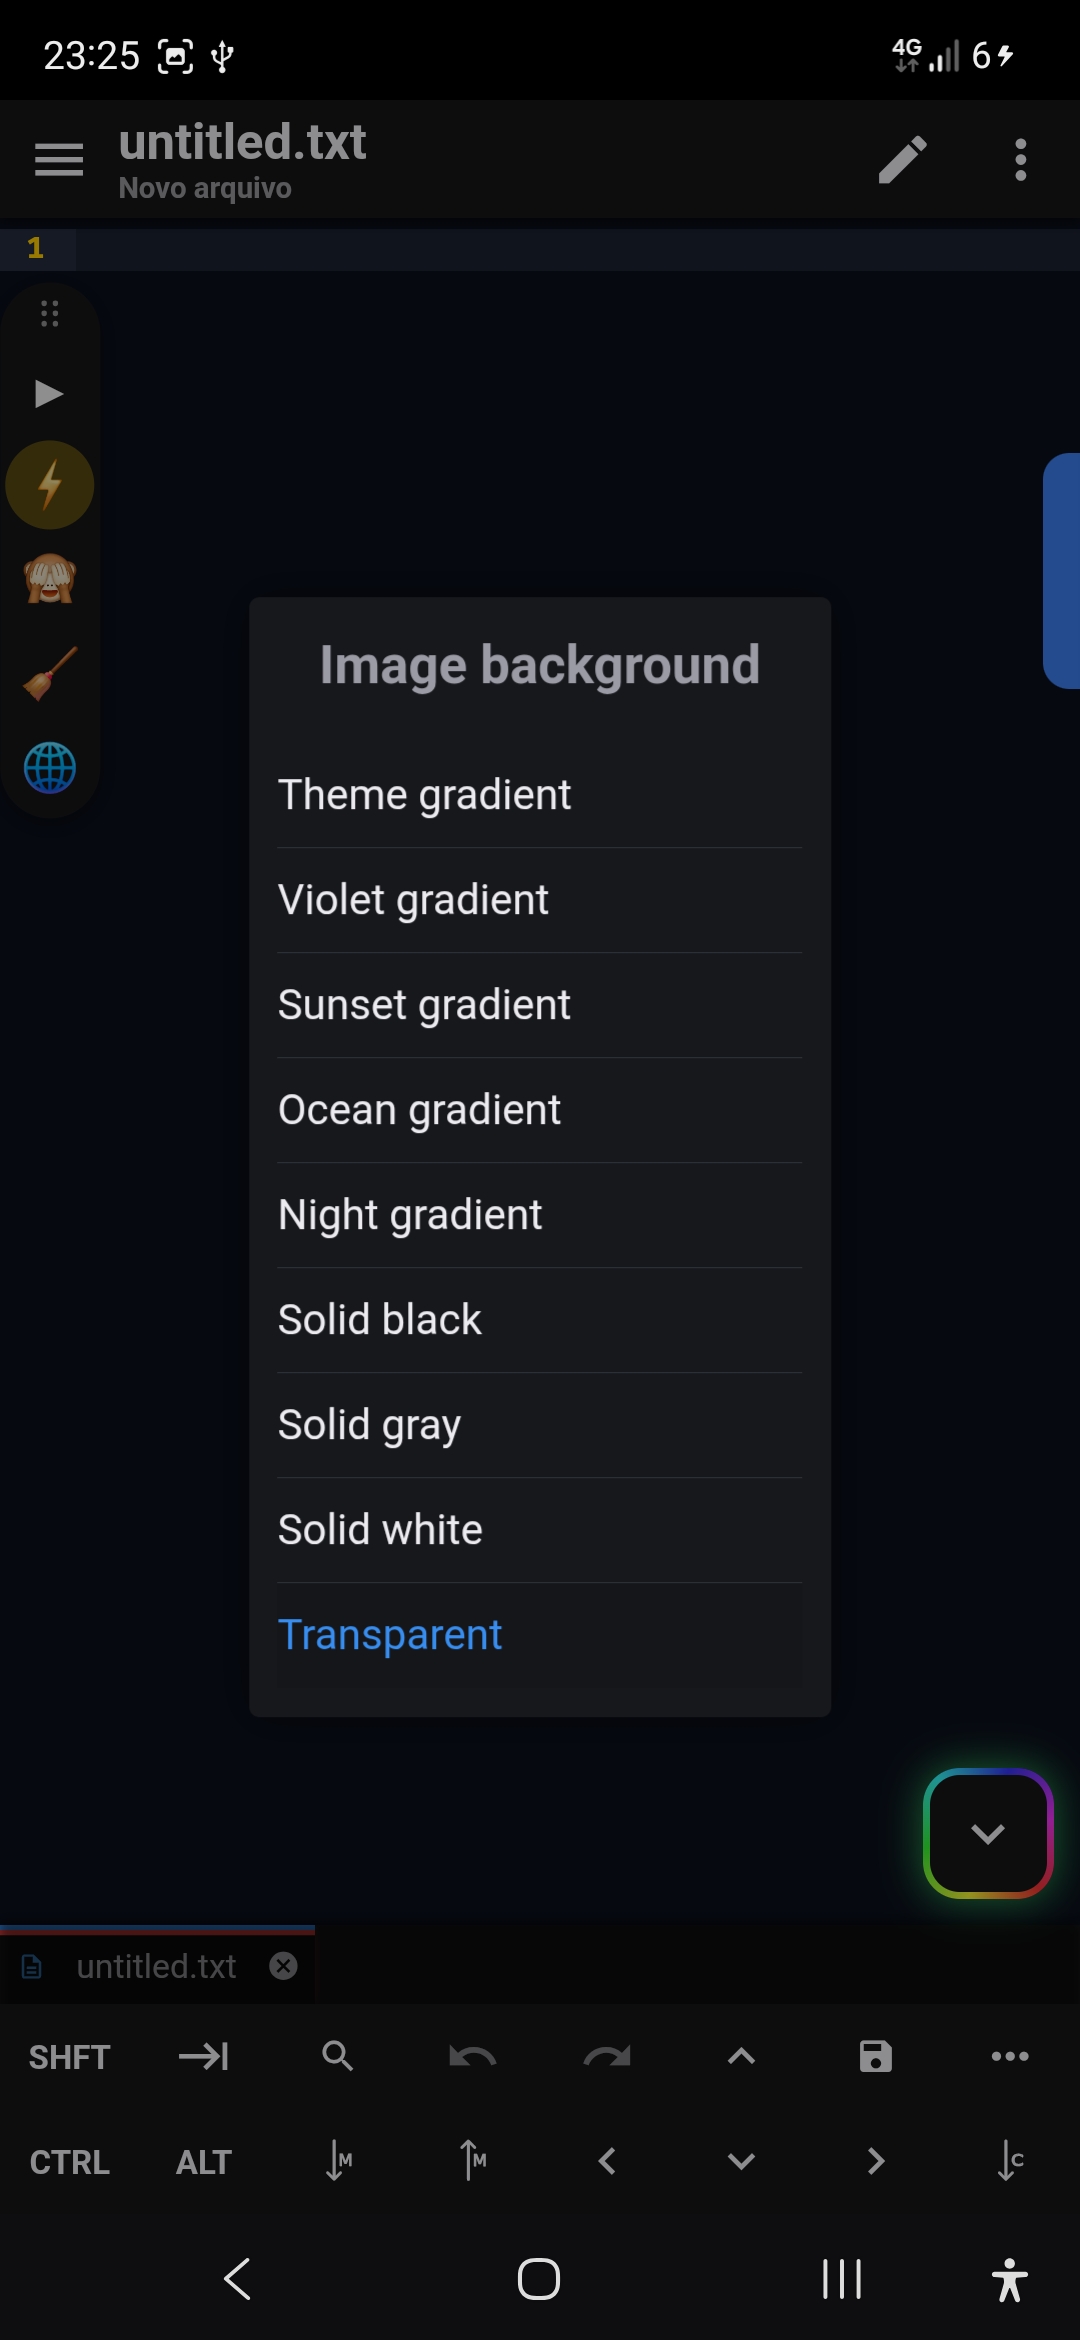 23:25
4G
6
untitled.txt
Novo arquivo
1
Image background
Theme gradient
Violet gradient
Sunset gradient
Ocean gradient
Night gradient
Solid black
Solid gray
Solid white
Transparent
untitled.txt
SHFT
CTRL ALT M M C